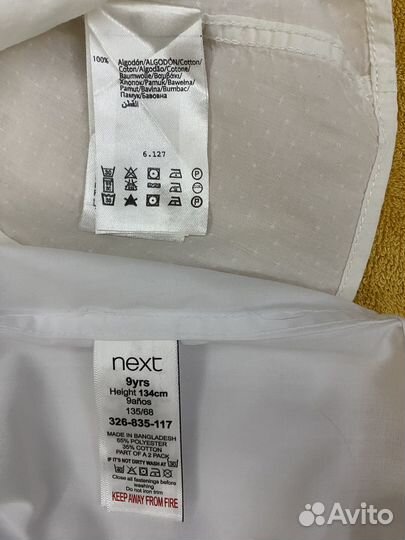 100% Algodón/ALGODÓN/Cotton/
Coton/Algodão/Cotone/
Baumwolle/Βαμβάκι/
Хлопок/Pamuk/Bawełna/
Pamut/Bavlna/Bumbac/
Памук/Бавовна
القطن
6.127
next
9yrs
Height 134cm
9años
135/68
326-835-117
MADE IN BANGLADESH
65% POLYESTER
35% COTTON
PART OF A 2 PACK
IF IT'S NOT DIRTY WASH AT 30
Close all fastenings before
washing
Do not iron trim
KEEP AWAY FROM FIRE
Avito